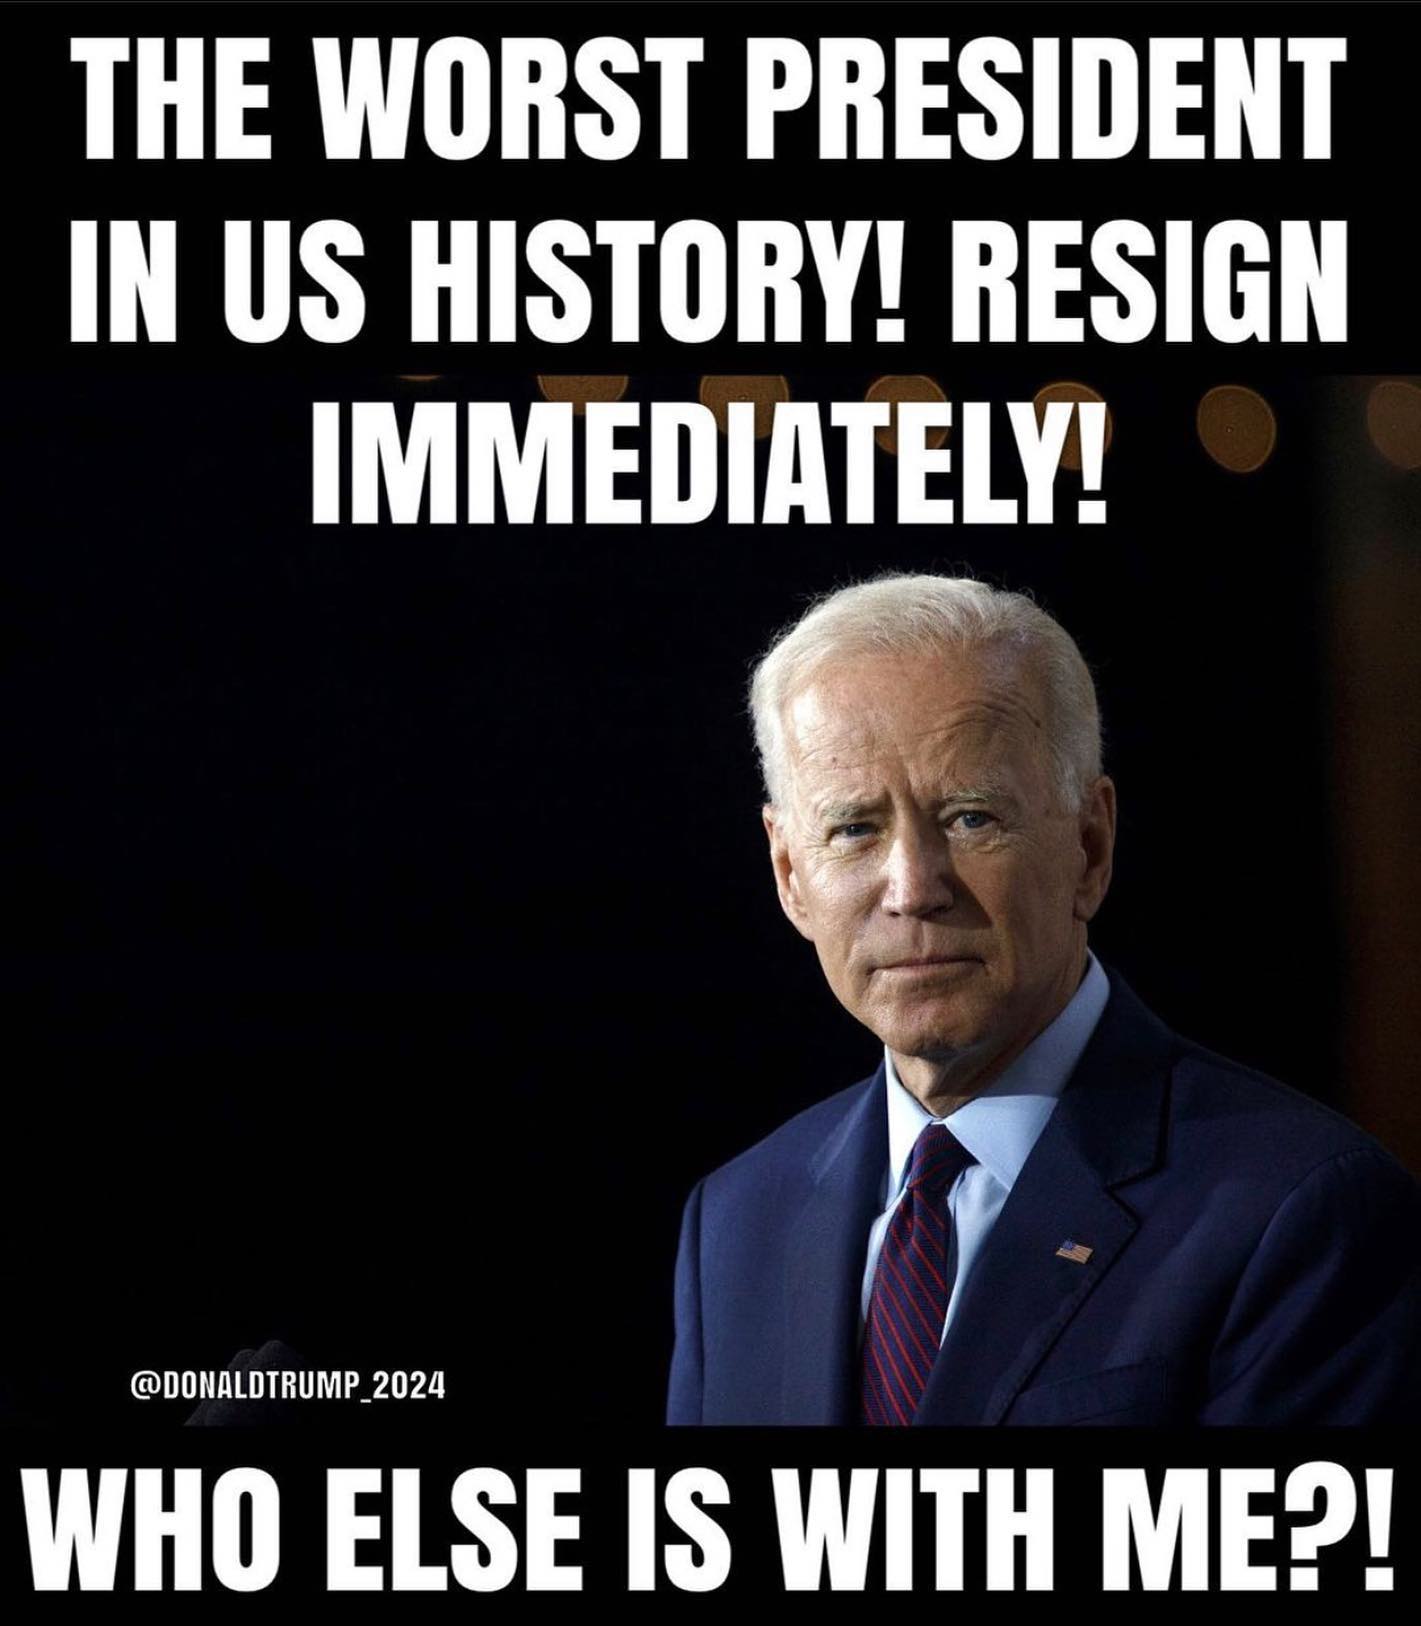 THE WORST PRESIDENT
IN US HISTORY! RESIGN
IMMEDIATELY!
@DONALDTRUMP_2024
WHO ELSE IS WITH ME?!